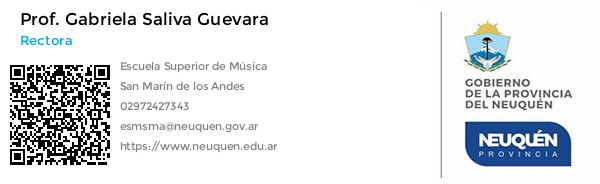 Prof. Gabriela Saliva Guevara
Rectora
Escuela Superior de Música
San Marín de los Andes
02972427343
esmsma@neuquen.gov.ar
https://www.neuquen.edu.ar
GOBIERNO
DE LA PROVINCIA
DEL NEUQUÉN
NEUQUÉN
PROVINCIA